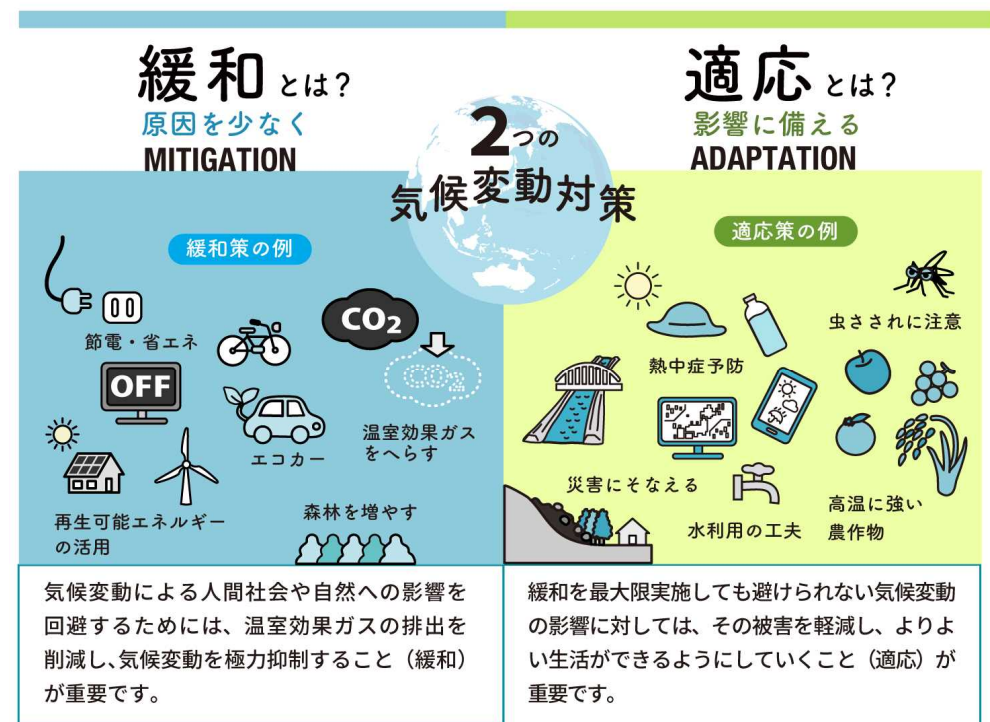 緩和とは?
原因を少なく
MITIGATION
2つの
気候変動対策
適応とは?
影響に備える
ADAPTATION
緩和策の例
節電・省エネ
OFF
CO2
CO2
エコカー
温室効果ガス
をへらす
再生可能エネルギー
の活用
森林を増やす
適応策の例
虫さされに注意
熱中症予防
災害にそなえる
水利用の工夫
高温に強い
農作物
気候変動による人間社会や自然への影響を
回避するためには、温室効果ガスの排出を
削減し、気候変動を極力抑制すること（緩和）
が重要です。
緩和を最大限実施しても避けられない気候変動
の影響に対しては、その被害を軽減し、よりよ
い生活ができるようにしていくこと（適応）が
重要です。